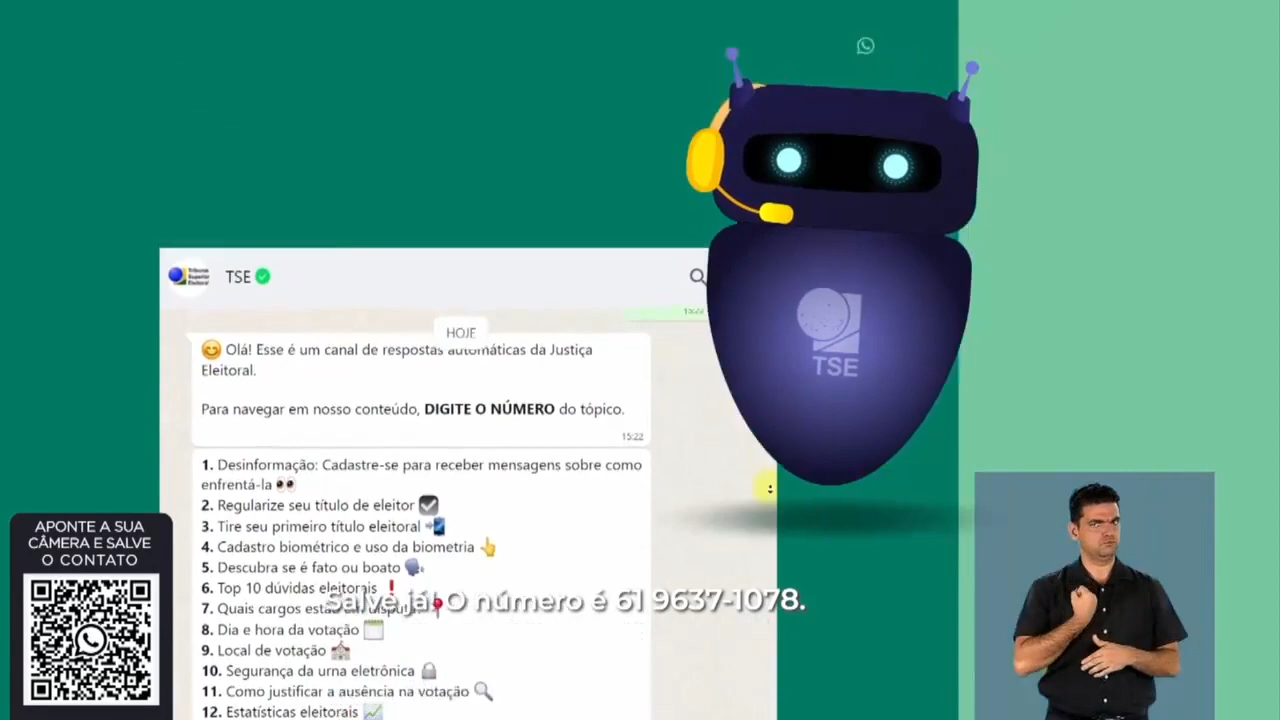 Tribunal
Superior
Eleitoral
TSE
13:22
HOJE
Olá! Esse é um canal de respostas automáticas da Justiça
Eleitoral.
Para navegar em nosso conteúdo, DIGITE O NÚMERO do tópico.
15:22
1. Desinformação: Cadastre-se para receber mensagens sobre como
enfrentá-la
2. Regularize seu título de eleitor
3. Tire seu primeiro título eleitoral
4. Cadastro biométrico e uso da biometria
5. Descubra se é fato ou boato
6. Top 10 dúvidas eleitorais
7. Quais cargos
8. Dia e hora da votação
9. Local de votação
10. Segurança da urna eletrônica
11. Como justificar a ausência na votação
12. Estatísticas eleitorais
TSE
APONTE A SUA
CÂMERA E SALVE
O CONTATO
Salve já! O número é 61 9637-1078.